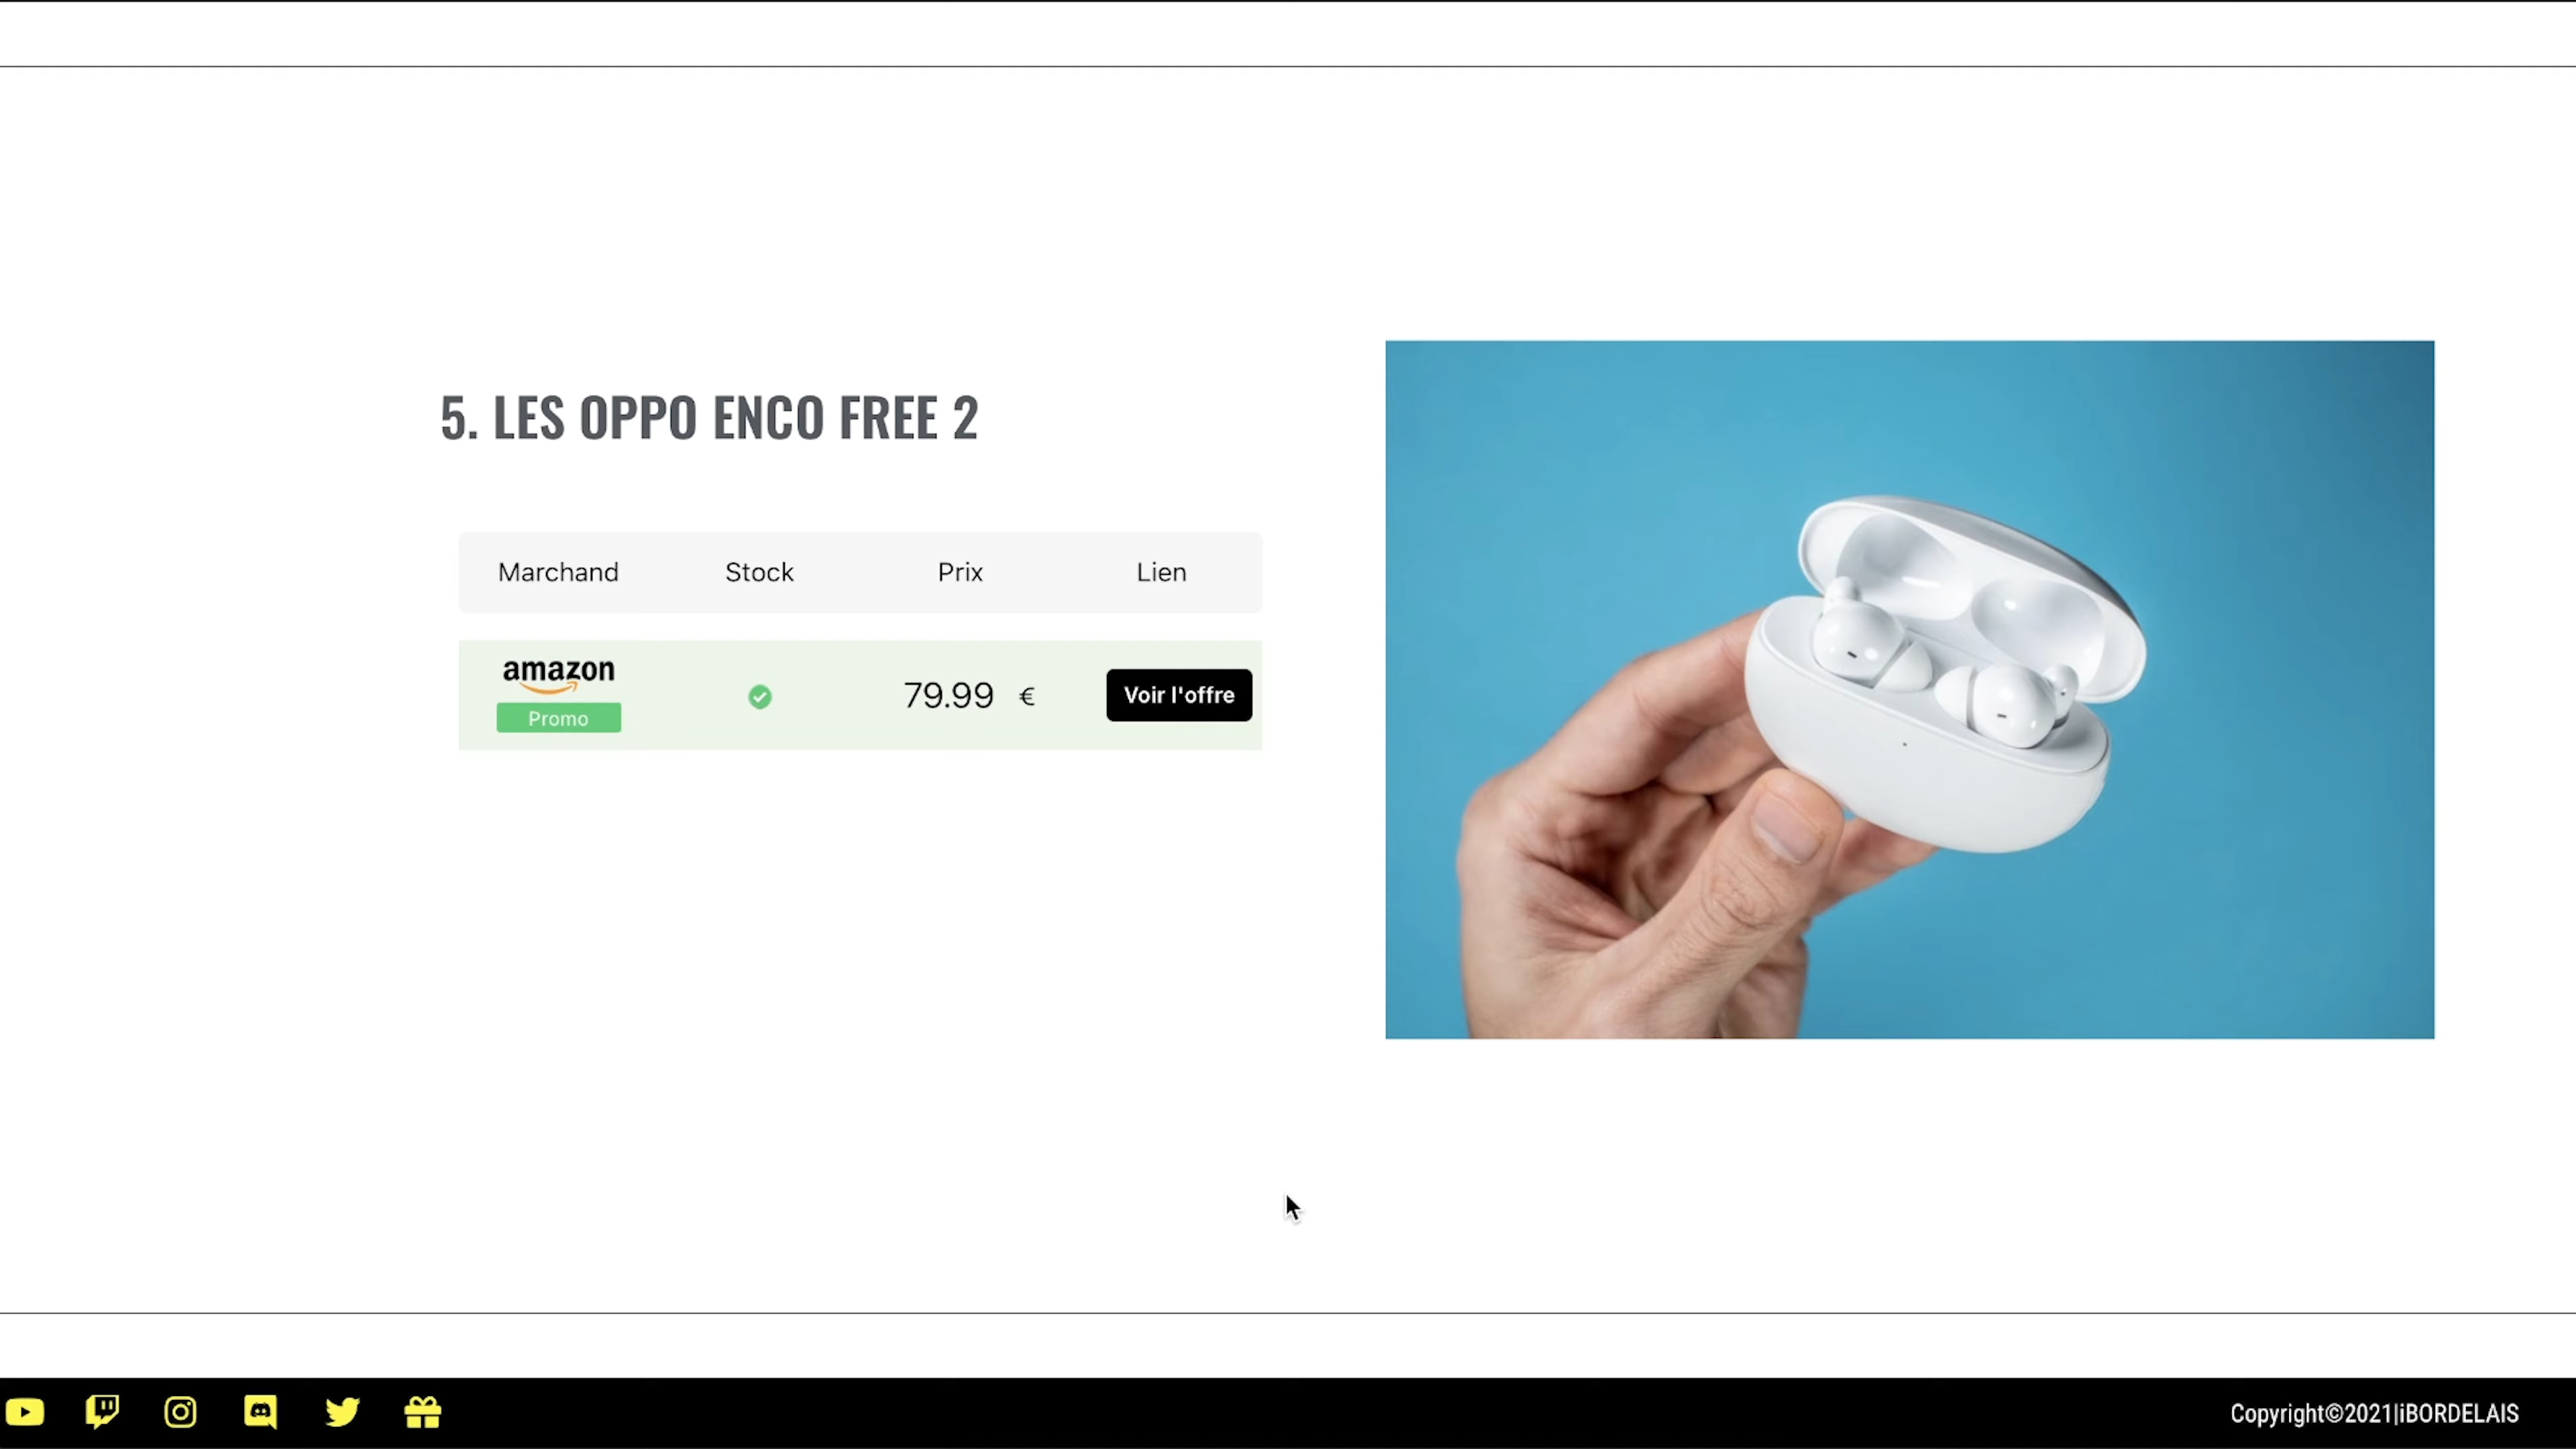 5. LES OPPO ENCO FREE 2
Marchand Stock Prix Lien
amazon
Promo
79.99 € Voir l'offre
Copyright©2021|iBORDELAIS